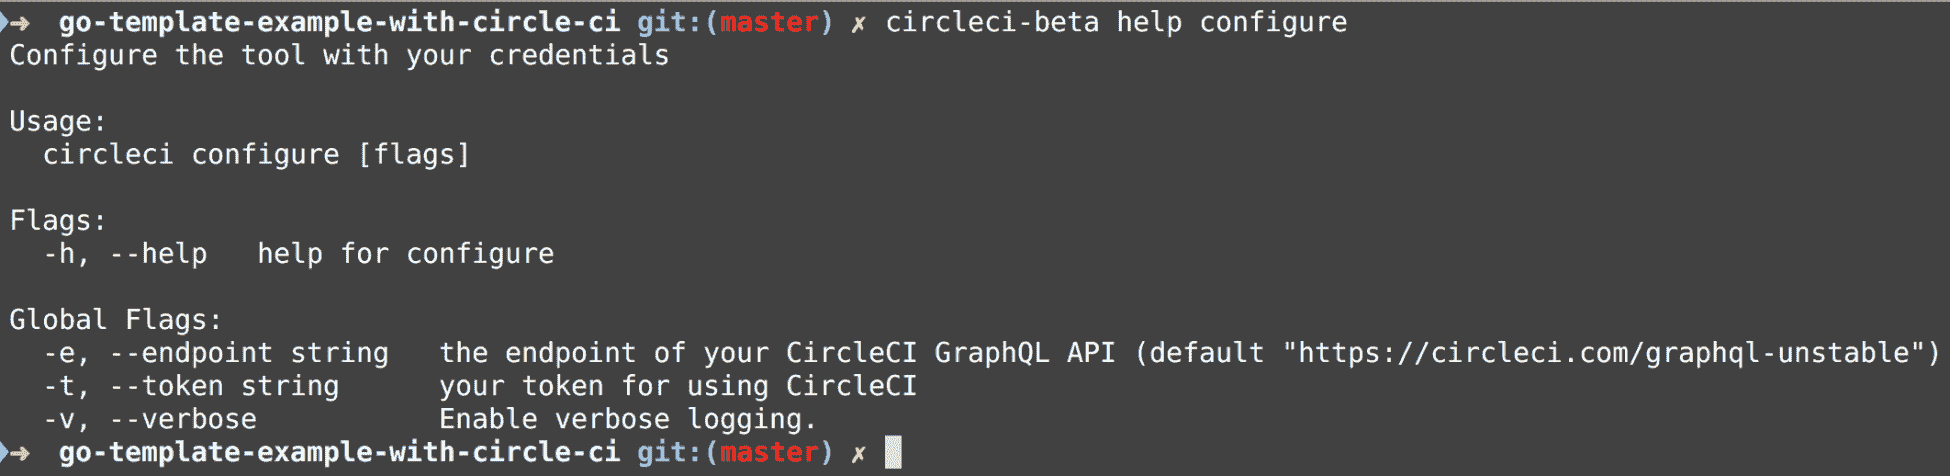 ➜  go-template-example-with-circle-ci git:(master) ✗ circleci-beta help configure
Configure the tool with your credentials

Usage:
  circleci configure [flags]

Flags:
  -h, --help   help for configure

Global Flags:
  -e, --endpoint string   the endpoint of your CircleCI GraphQL API (default "https://circleci.com/graphql-unstable")
  -t, --token string      your token for using CircleCI
  -v, --verbose           Enable verbose logging.
➜  go-template-example-with-circle-ci git:(master) ✗